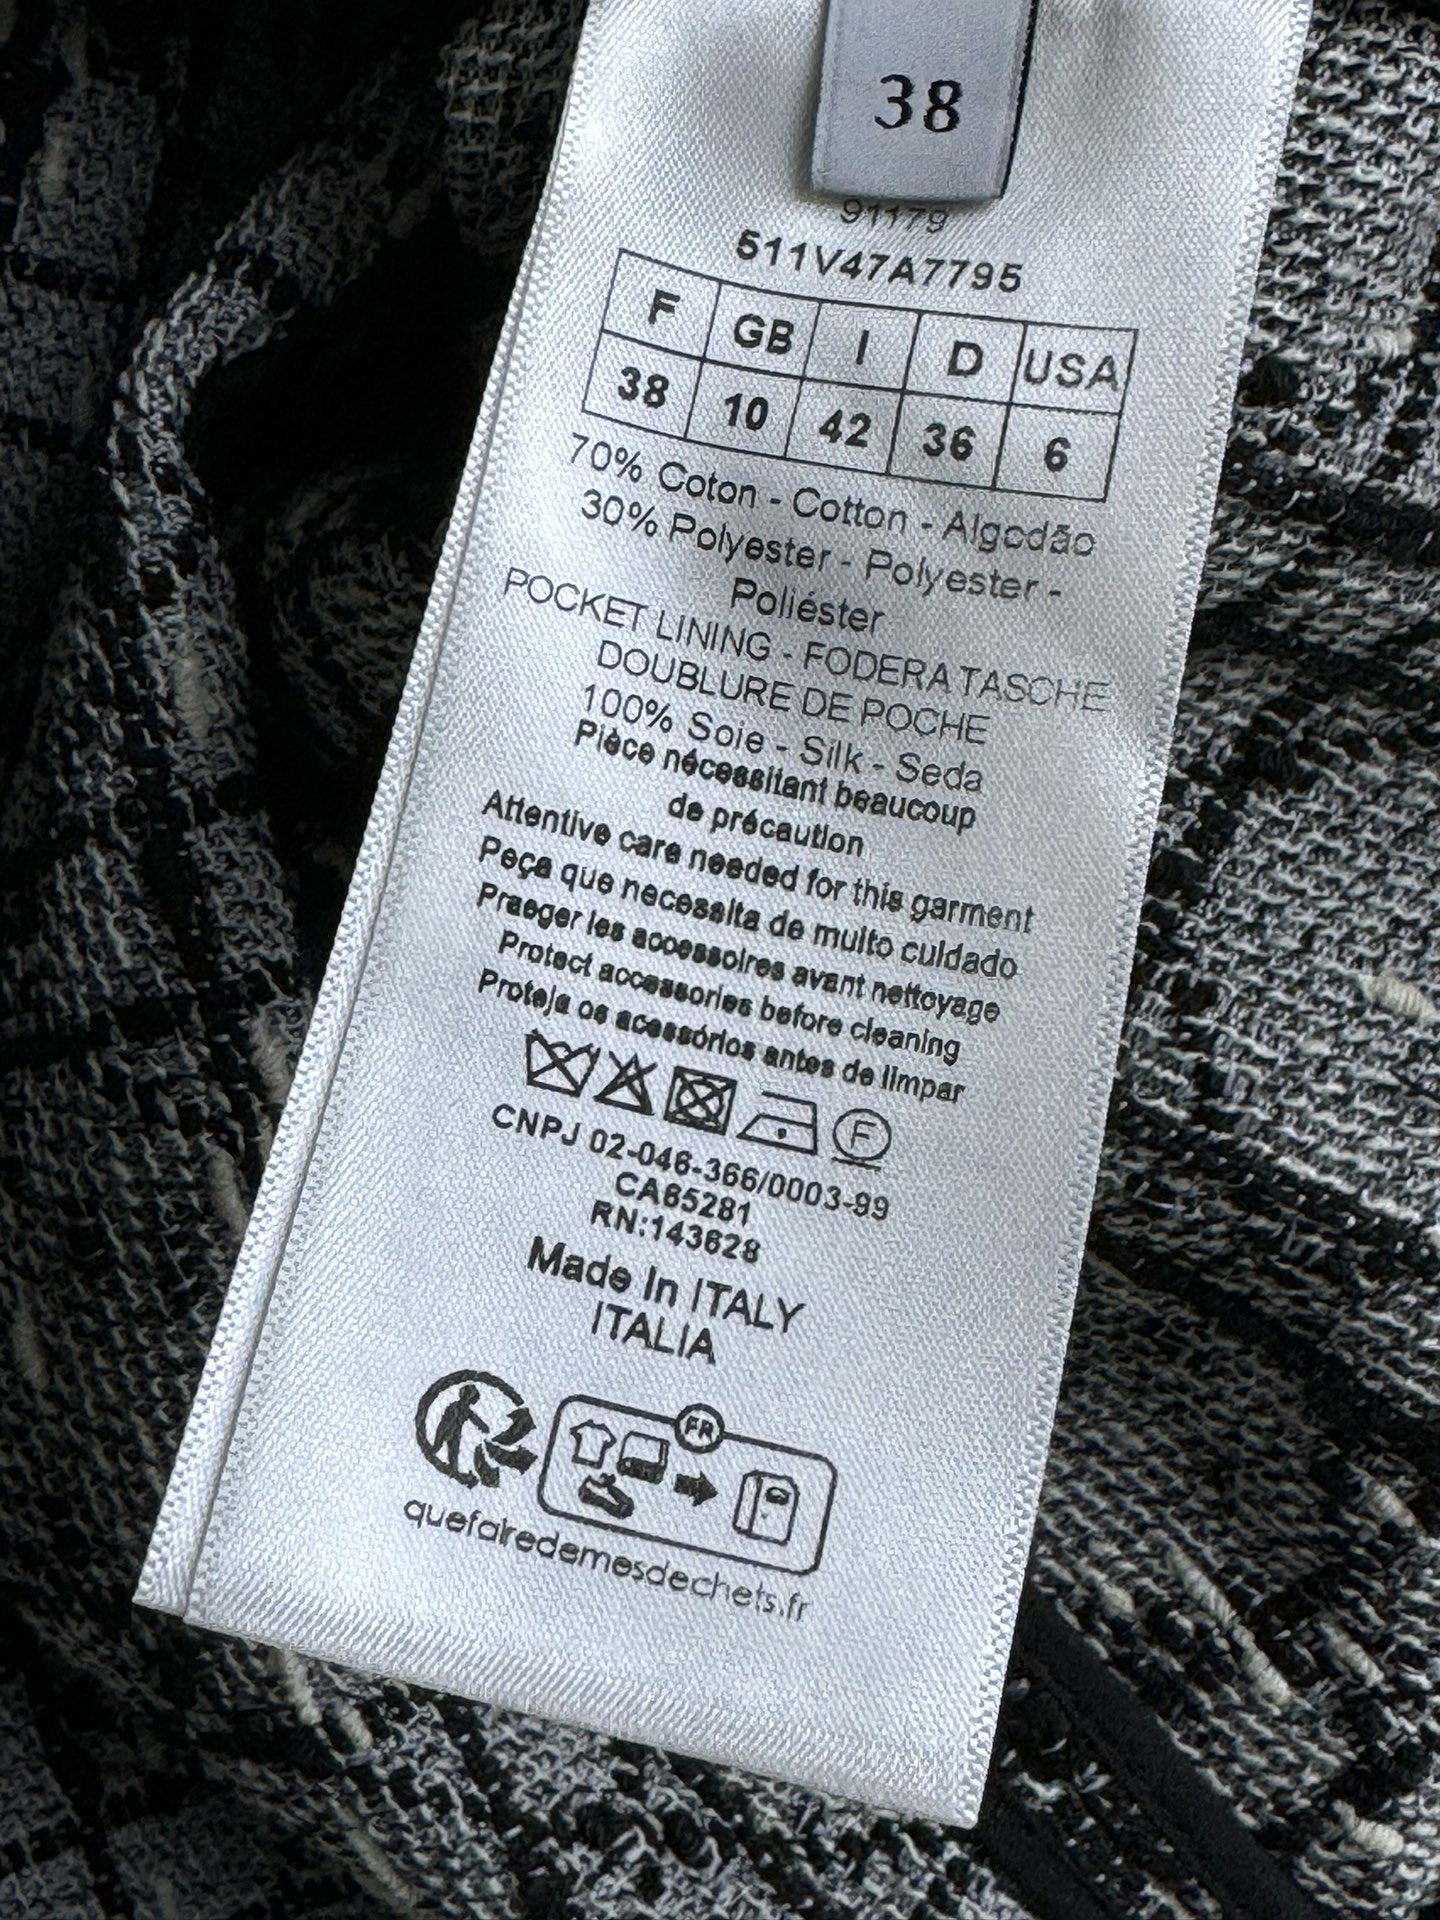 38
91179
511V47A7795
F GB I D USA
38 10 42 36 6
70% Coton - Cotton - Algodão
30% Polyester - Polyester -
Poliéster
POCKET LINING - FODERA TASCHE
DOUBLURE DE POCHE
100% Soie - Silk - Seda
Pièce nécessitant beaucoup
de précaution
Attentive care needed for this garment
Peça que necessita de muito cuidado
Praeger les accessoires avant nettoyage
Protect accessories before cleaning
Proteja os acessórios antes de limpar
F
CNPJ 02-046-366/0003-99
CA65281
RN:143628
Made In ITALY
ITALIA
FR
quefairedemesdechets.fr